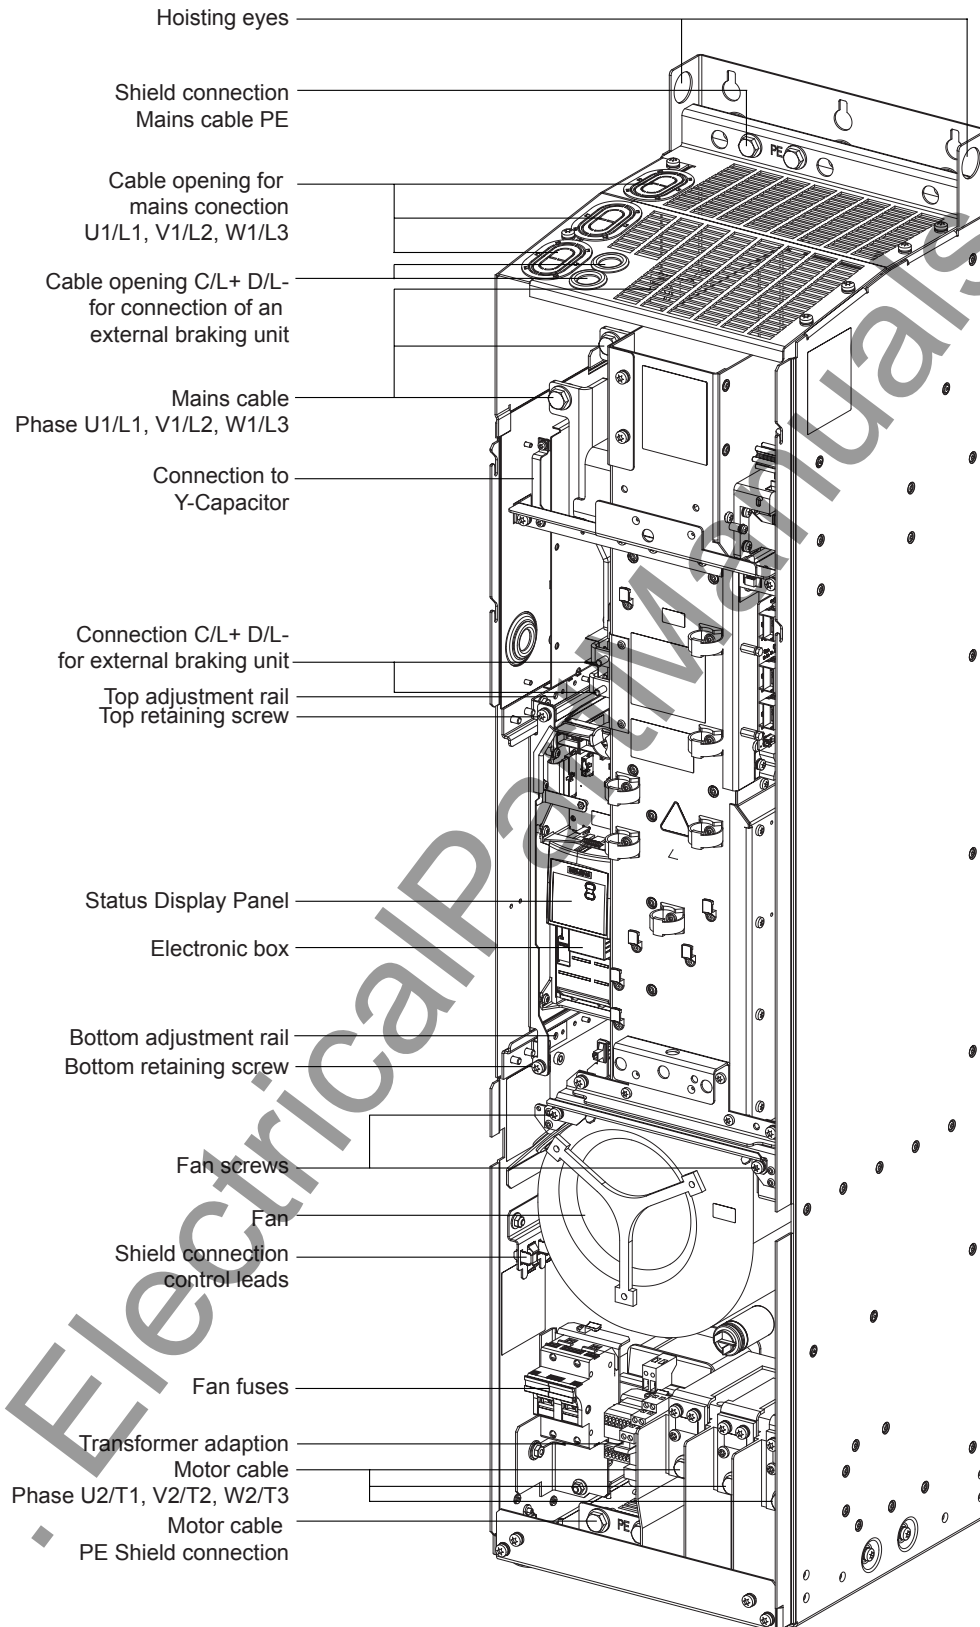 Hoisting eyes
Shield connection
Mains cable PE
PE
Cable opening for
mains conection
U1/L1, V1/L2, W1/L3
Cable opening C/L+ D/L-
for connection of an
external braking unit
Mains cable
Phase U1/L1, V1/L2, W1/L3
Connection to
Y-Capacitor
Connection C/L+ D/L-
for external braking unit
Top adjustment rail
Top retaining screw
Status Display Panel
Electronic box
Bottom adjustment rail
Bottom retaining screw
Fan screws
Fan
Shield connection
control leads
Fan fuses
Transformer adaption
Motor cable
Phase U2/T1, V2/T2, W2/T3
Motor cable
PE Shield connection
PE